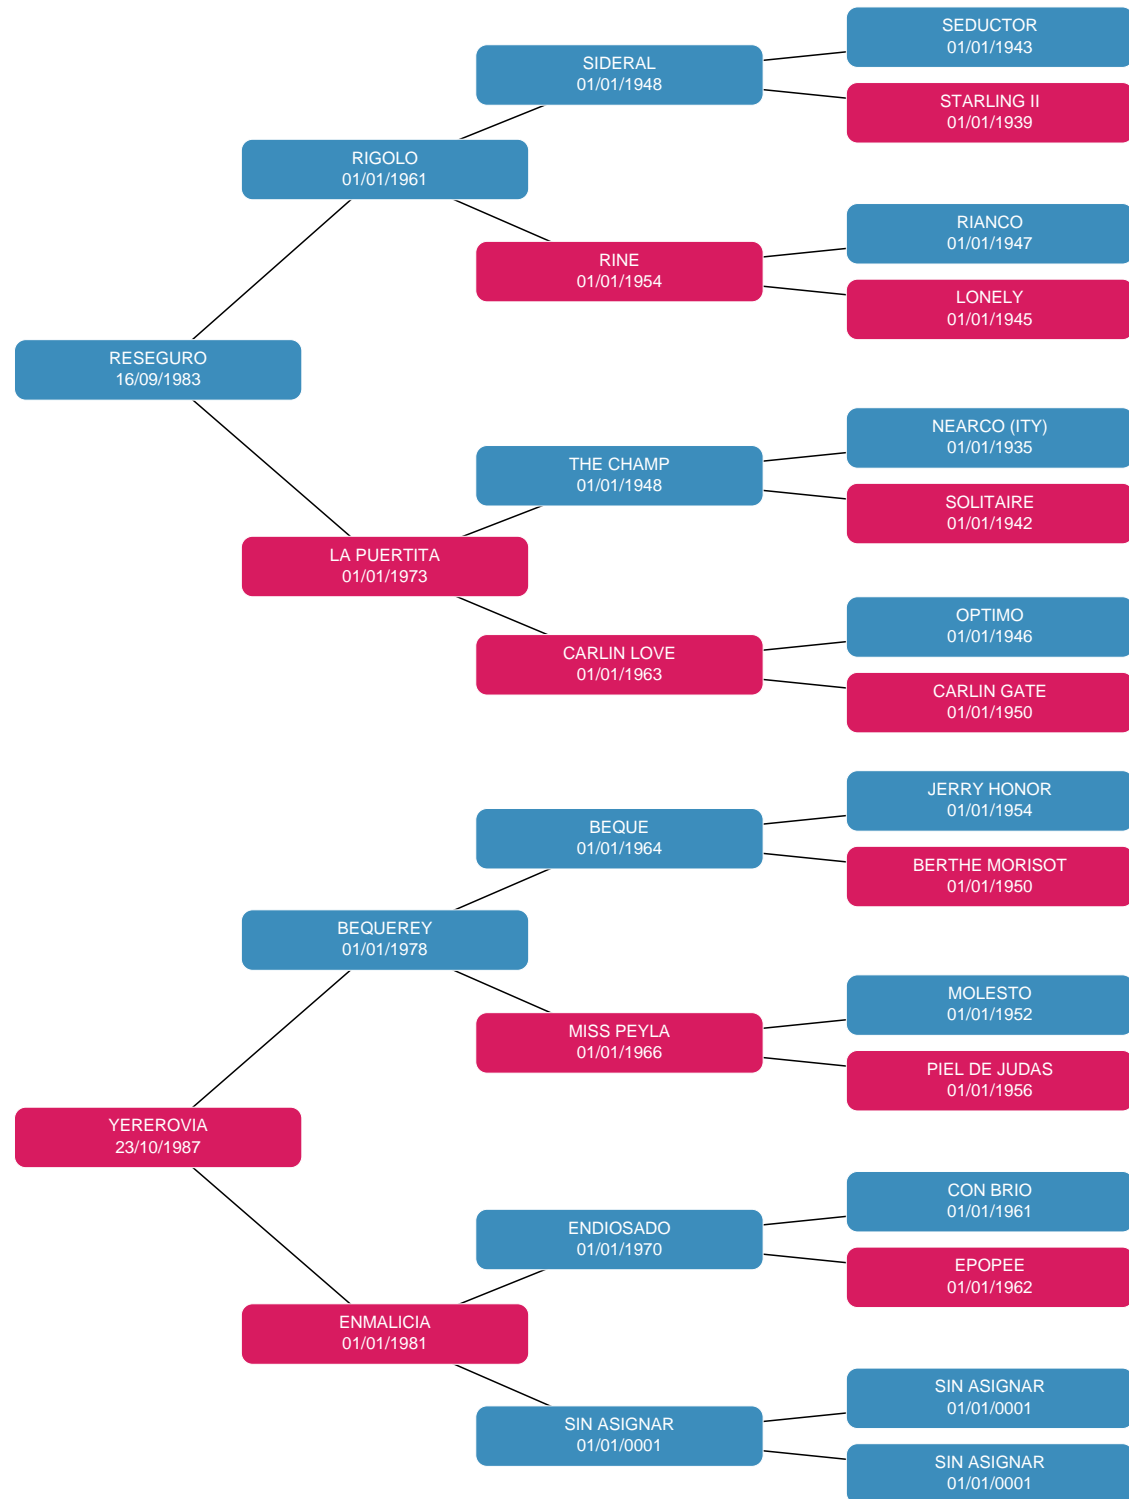 SEDUCTOR
01/01/1943
SIDERAL
01/01/1948
STARLING II
01/01/1939
RIGOLO
01/01/1961
RIANCO
01/01/1947
RINE
01/01/1954
LONELY
01/01/1945
RESEGURO
16/09/1983
NEARCO (ITY)
01/01/1935
THE CHAMP
01/01/1948
SOLITAIRE
01/01/1942
LA PUERTITA
01/01/1973
OPTIMO
01/01/1946
CARLIN LOVE
01/01/1963
CARLIN GATE
01/01/1950
JERRY HONOR
01/01/1954
BEQUE
01/01/1964
BERTHE MORISOT
01/01/1950
BEQUEREY
01/01/1978
MOLESTO
01/01/1952
MISS PEYLA
01/01/1966
PIEL DE JUDAS
01/01/1956
YEREROVIA
23/10/1987
CON BRIO
01/01/1961
ENDIOSADO
01/01/1970
EPOPEE
01/01/1962
ENMALICIA
01/01/1981
SIN ASIGNAR
01/01/0001
SIN ASIGNAR
01/01/0001
SIN ASIGNAR
01/01/0001